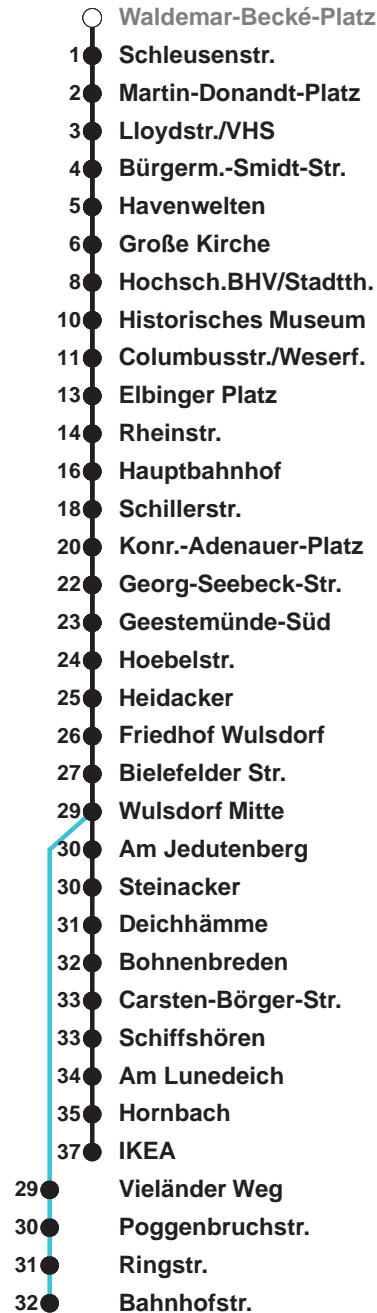 Waldemar-Becké-Platz
1 Schleusenstr.
2 Martin-Donandt-Platz
3 Lloydstr./VHS
4 Bürgerm.-Smidt-Str.
5 Havenwelten
6 Große Kirche
8 Hochsch.BHV/Stadtth.
10 Historisches Museum
11 Columbusstr./Weserf.
13 Elbinger Platz
14 Rheinstr.
16 Hauptbahnhof
18 Schillerstr.
20 Konr.-Adenauer-Platz
22 Georg-Seebeck-Str.
23 Geestemünde-Süd
24 Hoebelstr.
25 Heidacker
26 Friedhof Wulsdorf
27 Bielefelder Str.
29 Wulsdorf Mitte
30 Am Jedutenberg
30 Steinacker
31 Deichhämme
32 Bohnenbreden
33 Carsten-Börger-Str.
33 Schiffshören
34 Am Lunedeich
35 Hornbach
37 IKEA
29 Vieländer Weg
30 Poggenbruchstr.
31 Ringstr.
32 Bahnhofstr.